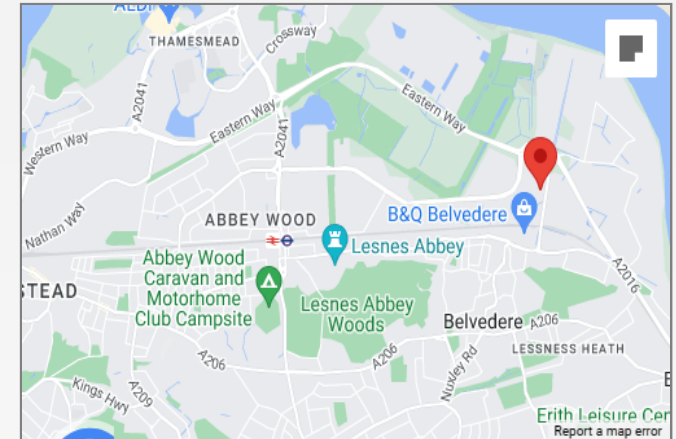 ALDI
THAMESMEAD
Crossway
A2041
Eastern Way
Western Way
Eastern Way
A2041
Nathan Way
ABBEY WOOD
B&Q Belvedere
Lesnes Abbey
Abbey Wood
Caravan and
Motorhome
Club Campsite
A2016
STEAD
Lesnes Abbey
Woods
Belvedere
A206
LESSNESS HEATH
A206
A206
Nuxley Rd
Kings Hwy
A209
E
Erith Leisure Cen
Report a map error